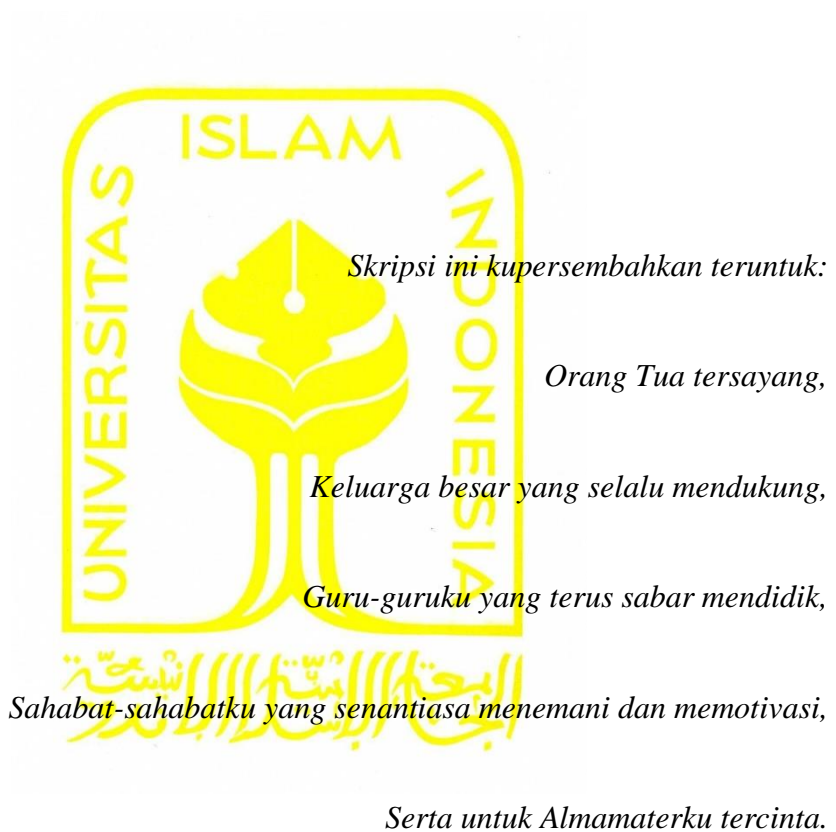 UNIVERSITAS ISLAM INDONESIA
Skripsi ini kupersembahkan teruntuk:
Orang Tua tersayang,
Keluarga besar yang selalu mendukung,
Guru-guruku yang terus sabar mendidik,
Sahabat-sahabatku yang senantiasa menemani dan memotivasi,
Serta untuk Almamaterku tercinta.